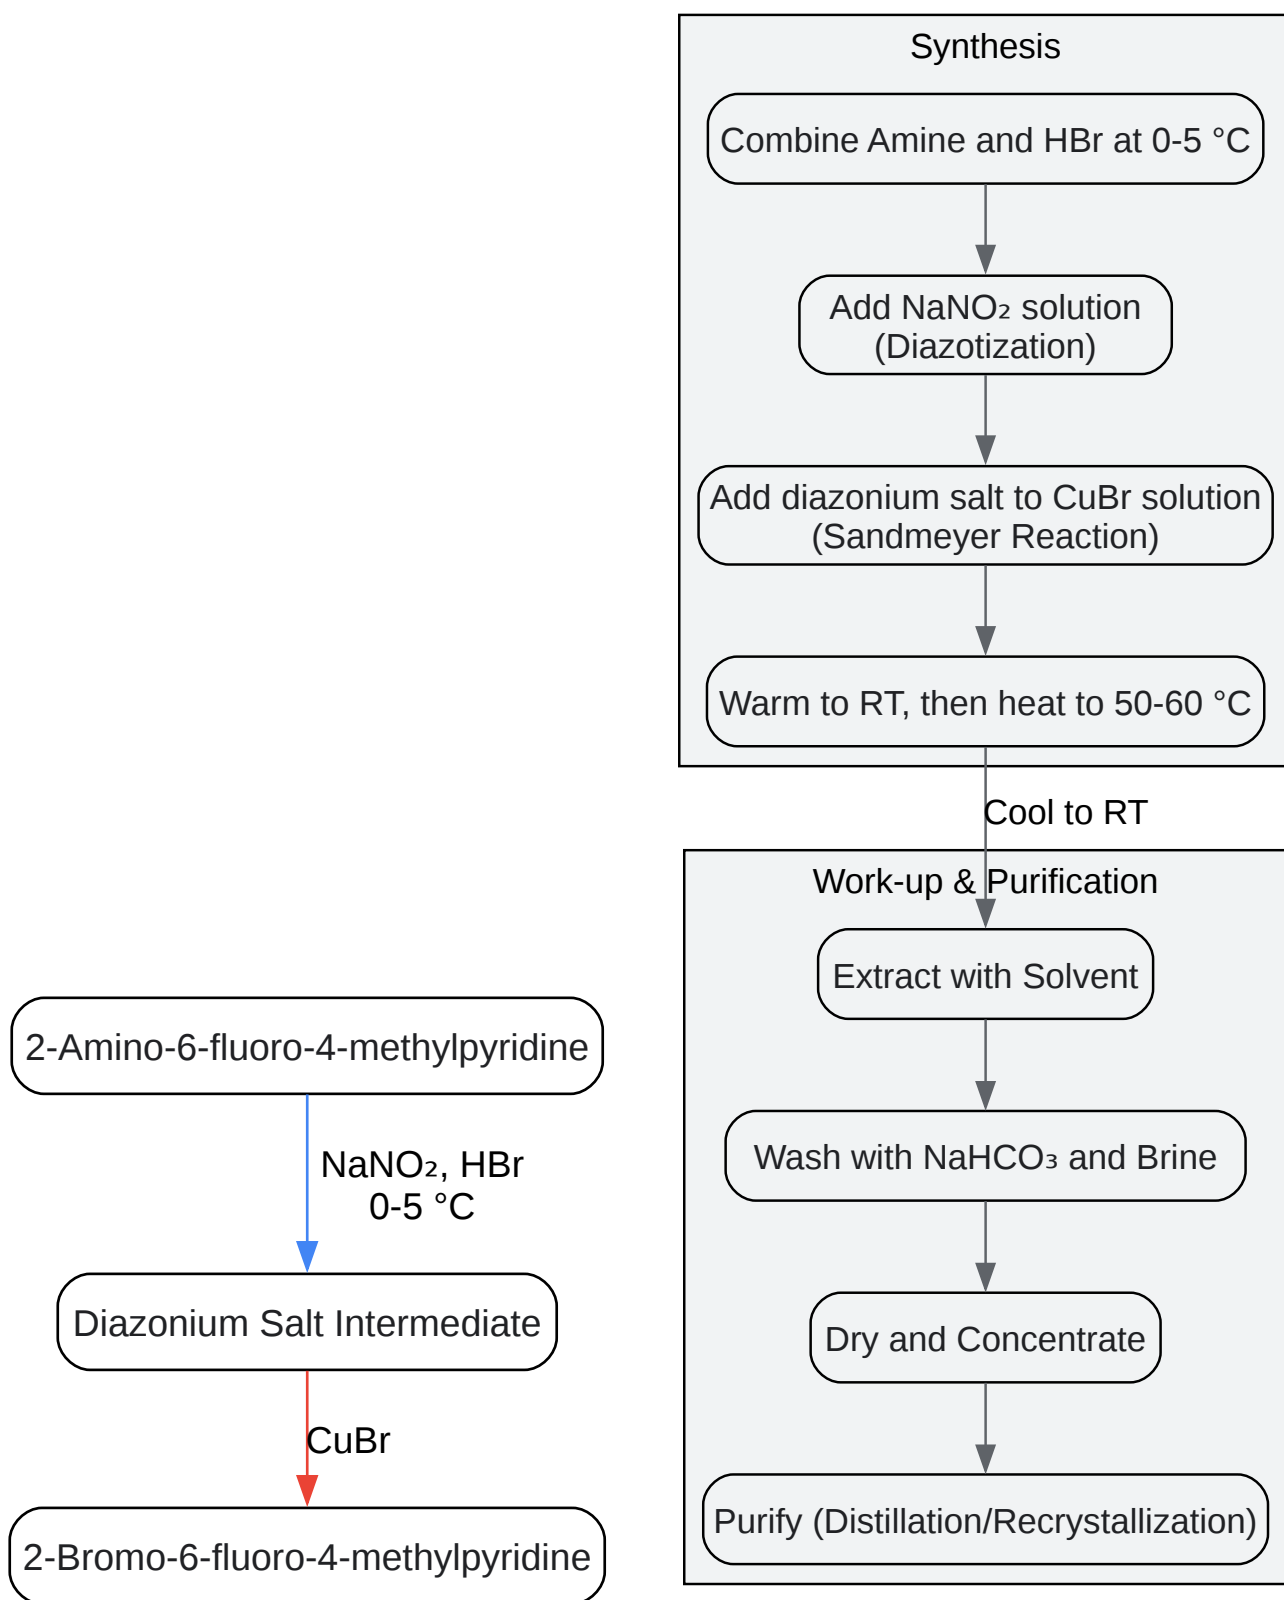 Synthesis
Combine Amine and HBr at 0-5 °C
Add NaNO₂ solution
(Diazotization)
Add diazonium salt to CuBr solution
(Sandmeyer Reaction)
Warm to RT, then heat to 50-60 °C
Cool to RT
Work-up & Purification
Extract with Solvent
Wash with NaHCO₃ and Brine
Dry and Concentrate
Purify (Distillation/Recrystallization)
2-Amino-6-fluoro-4-methylpyridine
NaNO₂, HBr
0-5 °C
Diazonium Salt Intermediate
CuBr
2-Bromo-6-fluoro-4-methylpyridine